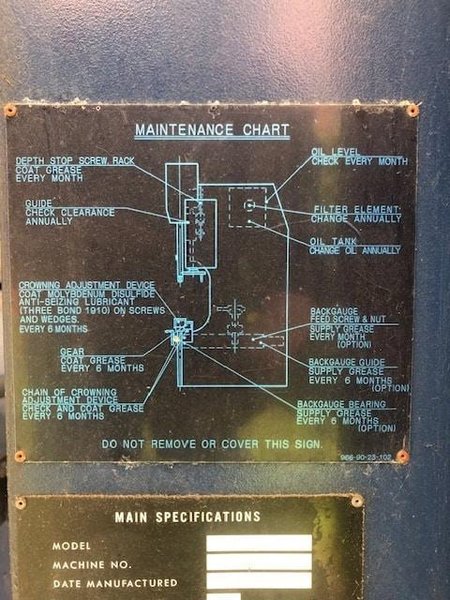 MAINTENANCE CHART
DEPTH STOP SCREW RACK
COAT GREASE
EVERY MONTH
GUIDE
CHECK CLEARANCE
ANNUALLY
CROWNING ADJUSTMENT DEVICE
COAT MOLYBDENUM DISULFIDE
ANTI-SEIZING LUBRICANT
(THREE BOND 1910) ON SCREWS
AND WEDGES.
EVERY 6 MONTHS
GEAR
COAT GREASE
EVERY 6 MONTHS
CHAIN OF CROWNING
ADJUSTMENT DEVICE
CHECK AND COAT GREASE
EVERY 6 MONTHS
OIL LEVEL
CHECK EVERY MONTH
FILTER ELEMENT
CHANGE ANNUALLY
OIL TANK
CHANGE OIL ANNUALLY
BACKGAUGE
FEED SCREW & NUT
SUPPLY GREASE
EVERY MONTH
(OPTION)
BACKGAUGE GUIDE
SUPPLY GREASE
EVERY 6 MONTHS
(OPTION)
BACKGAUGE BEARING
SUPPLY GREASE
EVERY 6 MONTHS
(OPTION)
DO NOT REMOVE OR COVER THIS SIGN.
966-90-23-102
MAIN SPECIFICATIONS
MODEL
MACHINE NO.
DATE MANUFACTURED